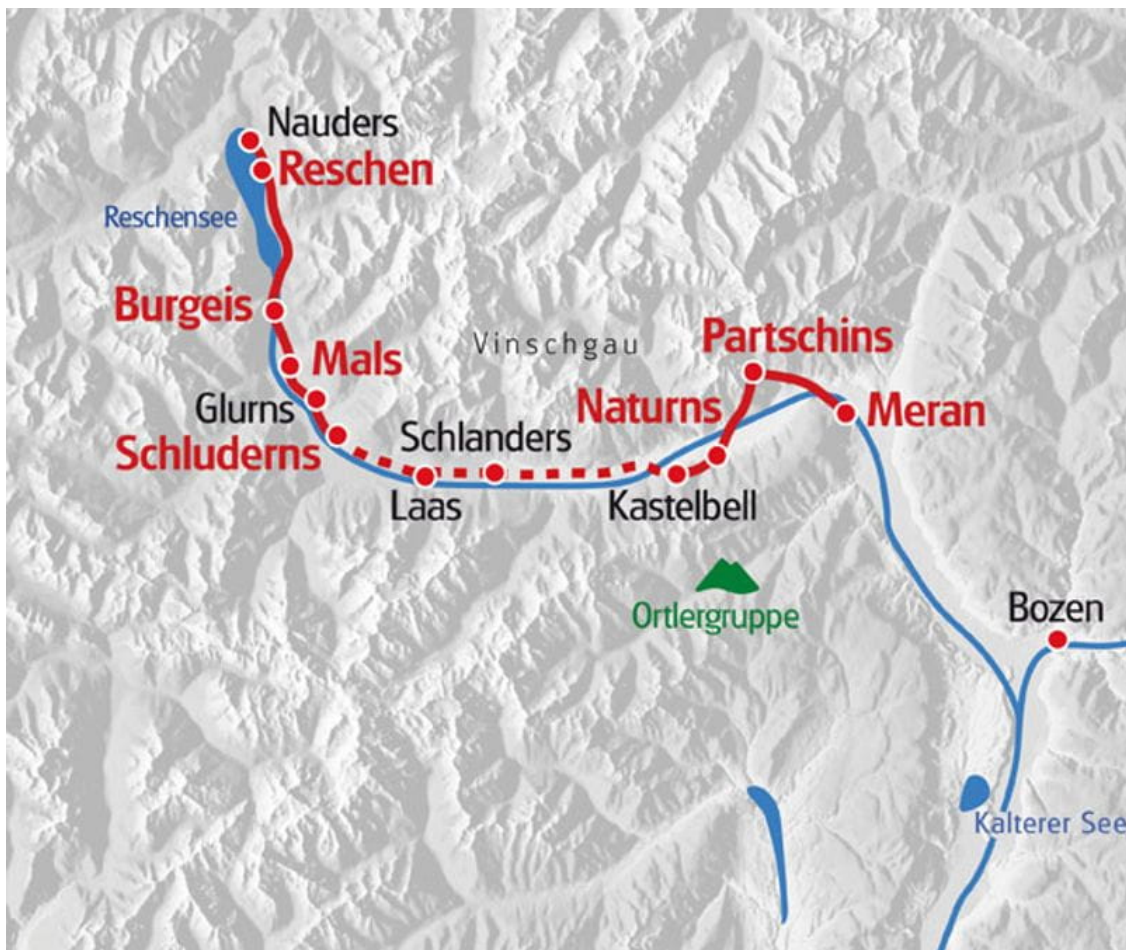 Nauders
Reschen
Reschensee
Burgeis
Vinschgau
Partschins
Mals
Glurns
Naturns
Meran
Schlanders
Schluderns
Laas
Kastelbell
Ortlergruppe
Bozen
Kalterer See